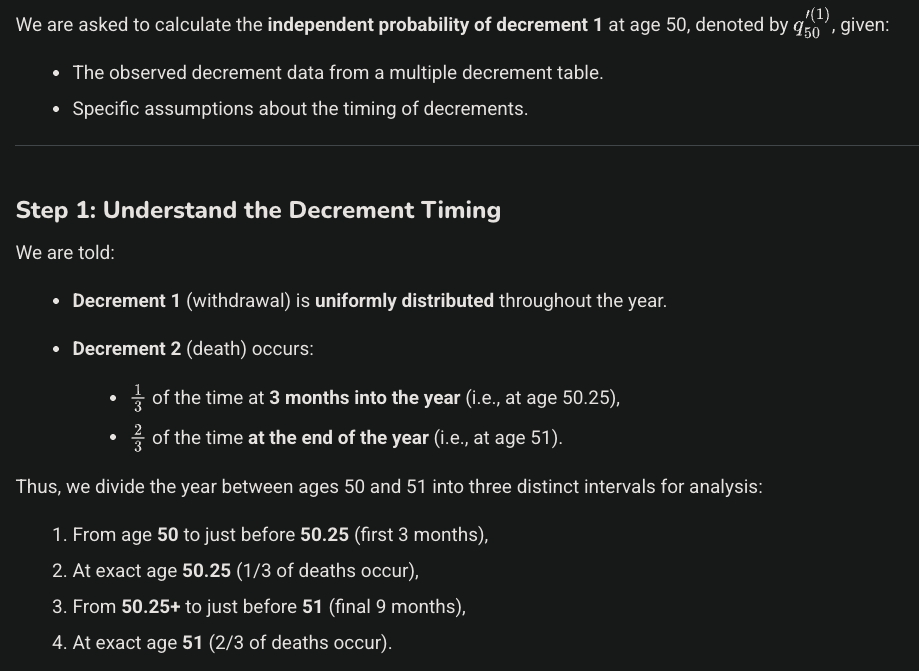 We are asked to calculate the independent probability of decrement 1 at age 50, denoted by q′₅₀⁽¹⁾, given:
• The observed decrement data from a multiple decrement table.
• Specific assumptions about the timing of decrements.
Step 1: Understand the Decrement Timing
We are told:
• Decrement 1 (withdrawal) is uniformly distributed throughout the year.
• Decrement 2 (death) occurs:
• 1/3 of the time at 3 months into the year (i.e., at age 50.25),
• 2/3 of the time at the end of the year (i.e., at age 51).
Thus, we divide the year between ages 50 and 51 into three distinct intervals for analysis:
1. From age 50 to just before 50.25 (first 3 months),
2. At exact age 50.25 (1/3 of deaths occur),
3. From 50.25+ to just before 51 (final 9 months),
4. At exact age 51 (2/3 of deaths occur).